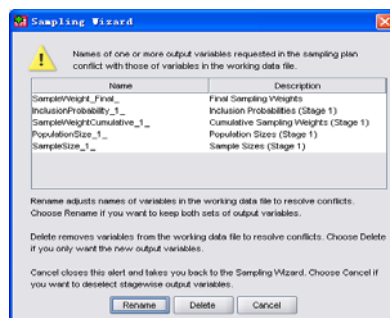 Sampling Wizard
Names of one or more output variables requested in the sampling plan
conflict with those of variables in the working data file.
Name Description
SampleWeight_Final_ Final Sampling Weights
InclusionProbability_1_ Inclusion Probabilities (Stage 1)
SampleWeightCumulative_1_ Cumulative Sampling Weights (Stage 1)
PopulationSize_1_ Population Sizes (Stage 1)
SampleSize_1_ Sample Sizes (Stage 1)
Rename adjusts names of variables in the working data file to resolve conflicts.
Choose Rename if you want to keep both sets of output variables.
Delete removes variables from the working data file to resolve conflicts. Choose Delete
if you only want the new output variables.
Cancel closes this alert and takes you back to the Sampling Wizard. Choose Cancel if
you want to deselect stagewise output variables.
Rename Delete Cancel